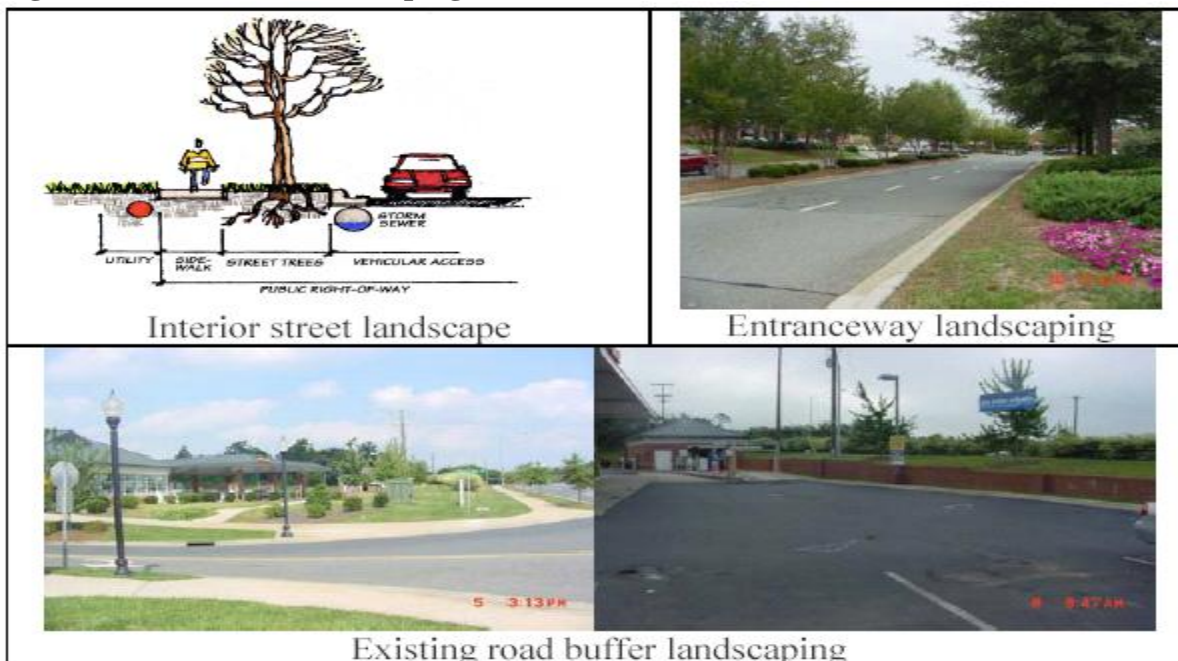 UTILITY
SIDE-
WALK
STREET TREES
VEHICULAR ACCESS
STORM
SEWER
PUBLIC RIGHT-OF-WAY
Interior street landscape
Entranceway landscaping
5 3:13PM
Existing road buffer landscaping